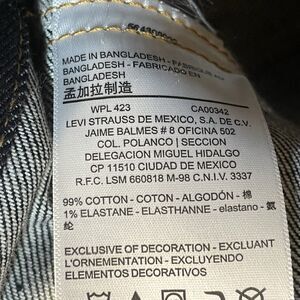 MADE IN BANGLADESH - FABRIQUÉ AU
BANGLADESH - FABRICADO EN
BANGLADESH
孟加拉制造
WPL 423 CA00342
LEVI STRAUSS DE MEXICO, S.A. DE C.V.
JAIME BALMES # 8 OFICINA 502
COL. POLANCO | SECCION
DELEGACION MIGUEL HIDALGO
CP 11510 CIUDAD DE MEXICO
R.F.C. LSM 660818 M-98 C.N.I.V. 3337
99% COTTON - COTON - ALGODÓN - 棉
1% ELASTANE - ELASTHANNE - elastano - 氨
纶
EXCLUSIVE OF DECORATION - EXCLUANT
L'ORNEMENTATION - EXCLUYENDO
ELEMENTOS DECORATIVOS